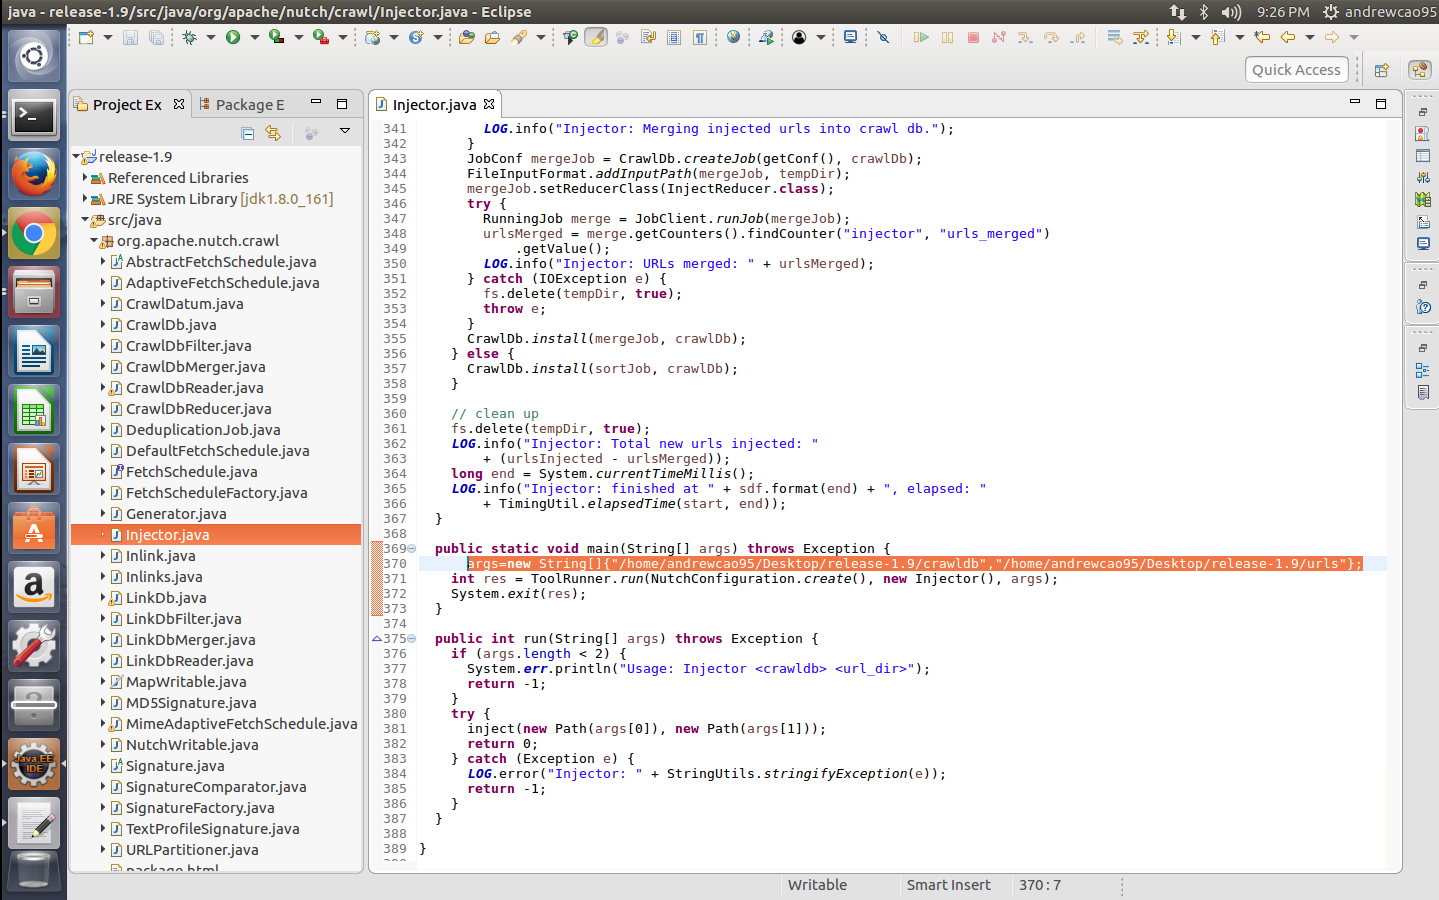 java - release-1.9/src/java/org/apache/nutch/crawl/Injector.java - Eclipse
9:26 PM
andrewcao95
Quick Access
Project Ex
Package E
release-1.9
Referenced Libraries
JRE System Library [jdk1.8.0_161]
src/java
org.apache.nutch.crawl
AbstractFetchSchedule.java
AdaptiveFetchSchedule.java
CrawlDatum.java
CrawlDb.java
CrawlDbFilter.java
CrawlDbMerger.java
CrawlDbReader.java
CrawlDbReducer.java
DeduplicationJob.java
DefaultFetchSchedule.java
FetchSchedule.java
FetchScheduleFactory.java
Generator.java
Injector.java
Inlink.java
Inlinks.java
LinkDb.java
LinkDbFilter.java
LinkDbMerger.java
LinkDbReader.java
MapWritable.java
MD5Signature.java
MimeAdaptiveFetchSchedule.java
NutchWritable.java
Signature.java
SignatureComparator.java
SignatureFactory.java
TextProfileSignature.java
URLPartitioner.java
package.html
Java EE
IDE
Injector.java
341         LOG.info("Injector: Merging injected urls into crawl db.");
342       }
343       JobConf mergeJob = CrawlDb.createJob(getConf(), crawlDb);
344       FileInputFormat.addInputPath(mergeJob, tempDir);
345       mergeJob.setReducerClass(InjectReducer.class);
346       try {
347         RunningJob merge = JobClient.runJob(mergeJob);
348         urlsMerged = merge.getCounters().findCounter("injector", "urls_merged")
349             .getValue();
350         LOG.info("Injector: URLs merged: " + urlsMerged);
351       } catch (IOException e) {
352         fs.delete(tempDir, true);
353         throw e;
354       }
355       CrawlDb.install(mergeJob, crawlDb);
356     } else {
357       CrawlDb.install(sortJob, crawlDb);
358     }
359
360     // clean up
361     fs.delete(tempDir, true);
362     LOG.info("Injector: Total new urls injected: "
363         + (urlsInjected - urlsMerged));
364     long end = System.currentTimeMillis();
365     LOG.info("Injector: finished at " + sdf.format(end) + ", elapsed: "
366         + TimingUtil.elapsedTime(start, end));
367   }
368
369   public static void main(String[] args) throws Exception {
370       args=new String[]{"/home/andrewcao95/Desktop/release-1.9/crawldb","/home/andrewcao95/Desktop/release-1.9/urls"};
371     int res = ToolRunner.run(NutchConfiguration.create(), new Injector(), args);
372     System.exit(res);
373   }
374
375   public int run(String[] args) throws Exception {
376     if (args.length < 2) {
377       System.err.println("Usage: Injector <crawldb> <url_dir>");
378       return -1;
379     }
380     try {
381       inject(new Path(args[0]), new Path(args[1]));
382       return 0;
383     } catch (Exception e) {
384       LOG.error("Injector: " + StringUtils.stringifyException(e));
385       return -1;
386     }
387   }
388
389 }
Writable
Smart Insert
370 : 7